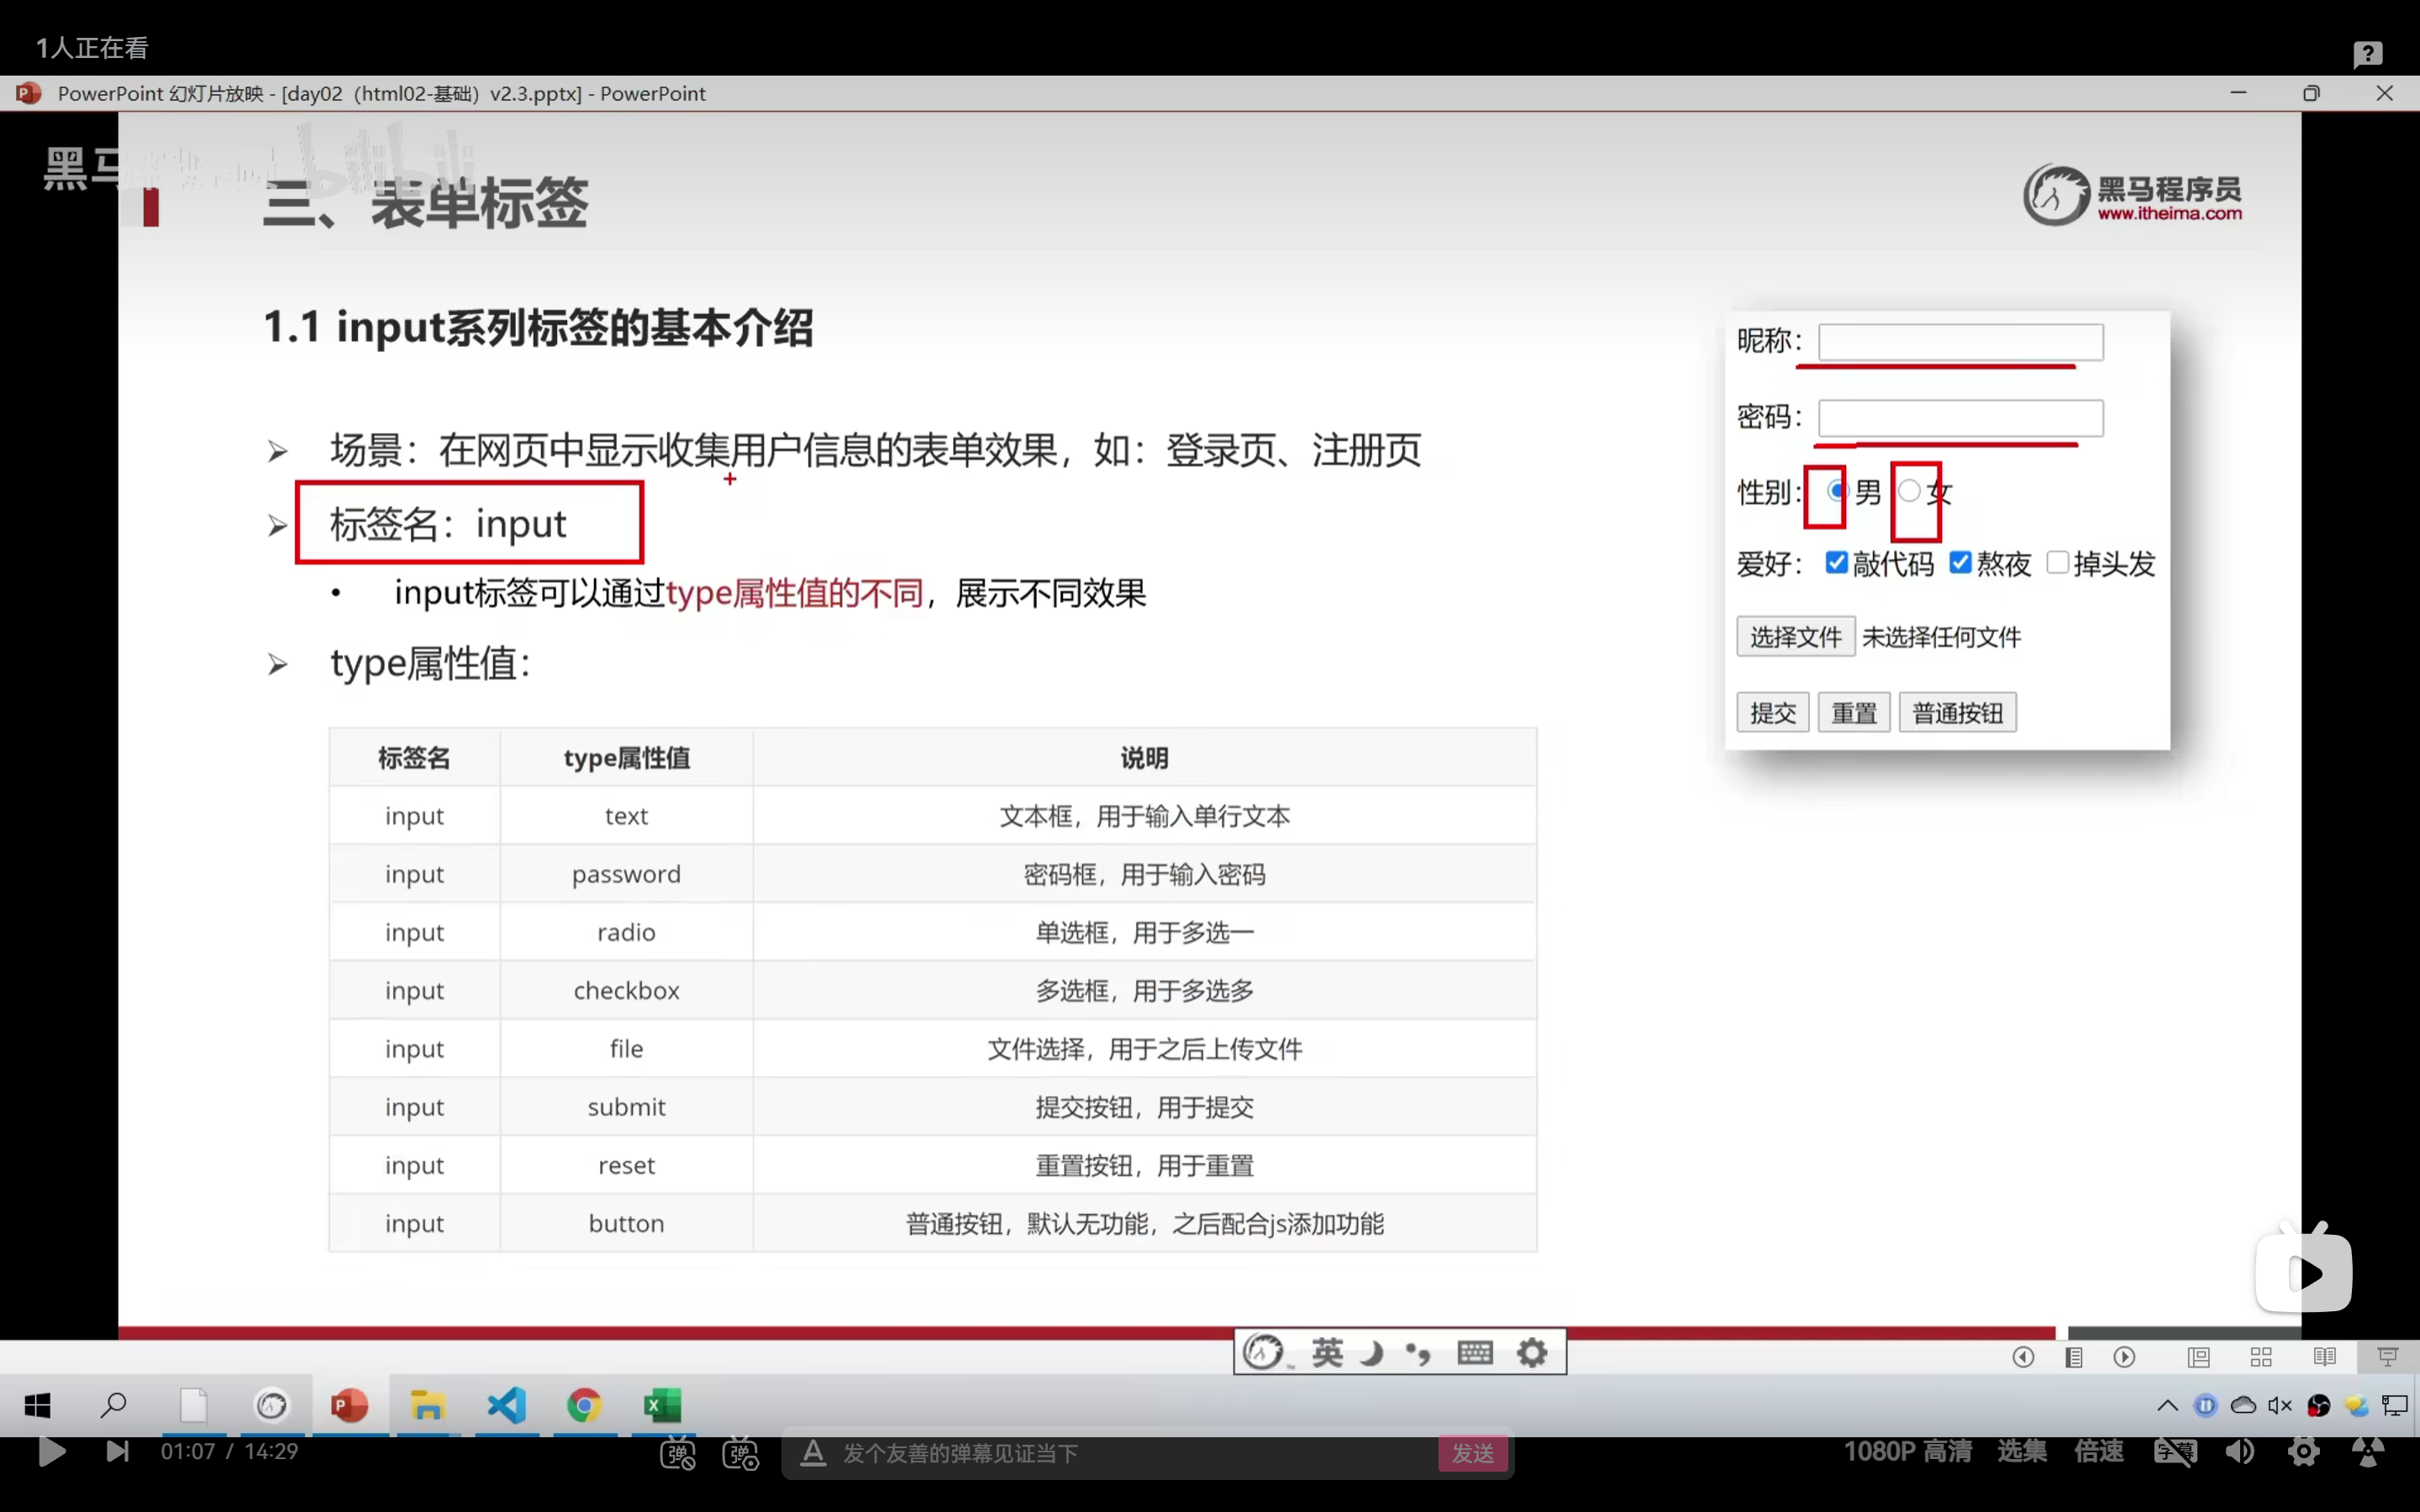 1人正在看
PowerPoint 幻灯片放映 - [day02（html02-基础）v2.3.pptx] - PowerPoint
三、表单标签
黑马程序员
www.itheima.com
1.1 input系列标签的基本介绍
场景：在网页中显示收集用户信息的表单效果，如：登录页、注册页
标签名：input
input标签可以通过type属性值的不同，展示不同效果
type属性值：
标签名 type属性值 说明
input text 文本框，用于输入单行文本
input password 密码框，用于输入密码
input radio 单选框，用于多选一
input checkbox 多选框，用于多选多
input file 文件选择，用于之后上传文件
input submit 提交按钮，用于提交
input reset 重置按钮，用于重置
input button 普通按钮，默认无功能，之后配合js添加功能
昵称：
密码：
性别： 男 女
爱好： 敲代码 熬夜 掉头发
选择文件 未选择任何文件
提交 重置 普通按钮
英
01:07 / 14:29
弹 弹
发个友善的弹幕见证当下
发送
1080P 高清 选集 倍速 字幕